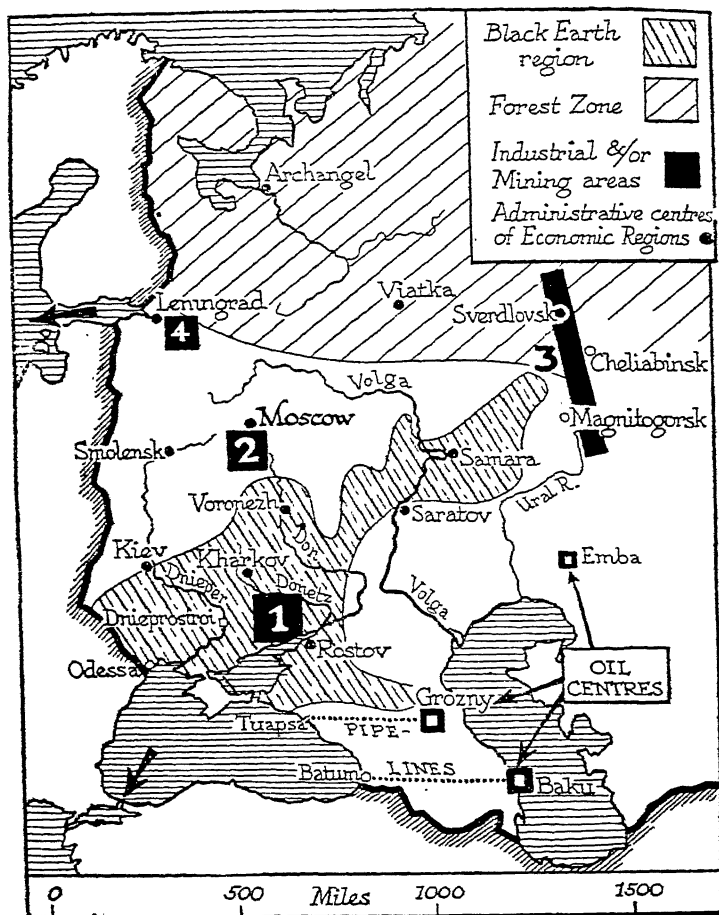 Black Earth
region
Forest Zone
Industrial &/or
Mining areas
Administrative centres
of Economic Regions
Archangel
Viatka
Leningrad
4
Sverdlovsk
3
Cheliabinsk
Volga
Moscow
Magnitogorsk
Smolensk
2
Samara
Ural R.
Voronezh
Saratov
Don
Kiev
Kharkov
Emba
Dnieper
Donetz
Volga
Dnieprostroi
1
Rostov
OIL
CENTRES
Odessa
Grozny
Tuapsa
PIPE-
Batum
LINES
Baku
0 500 Miles 1000 1500